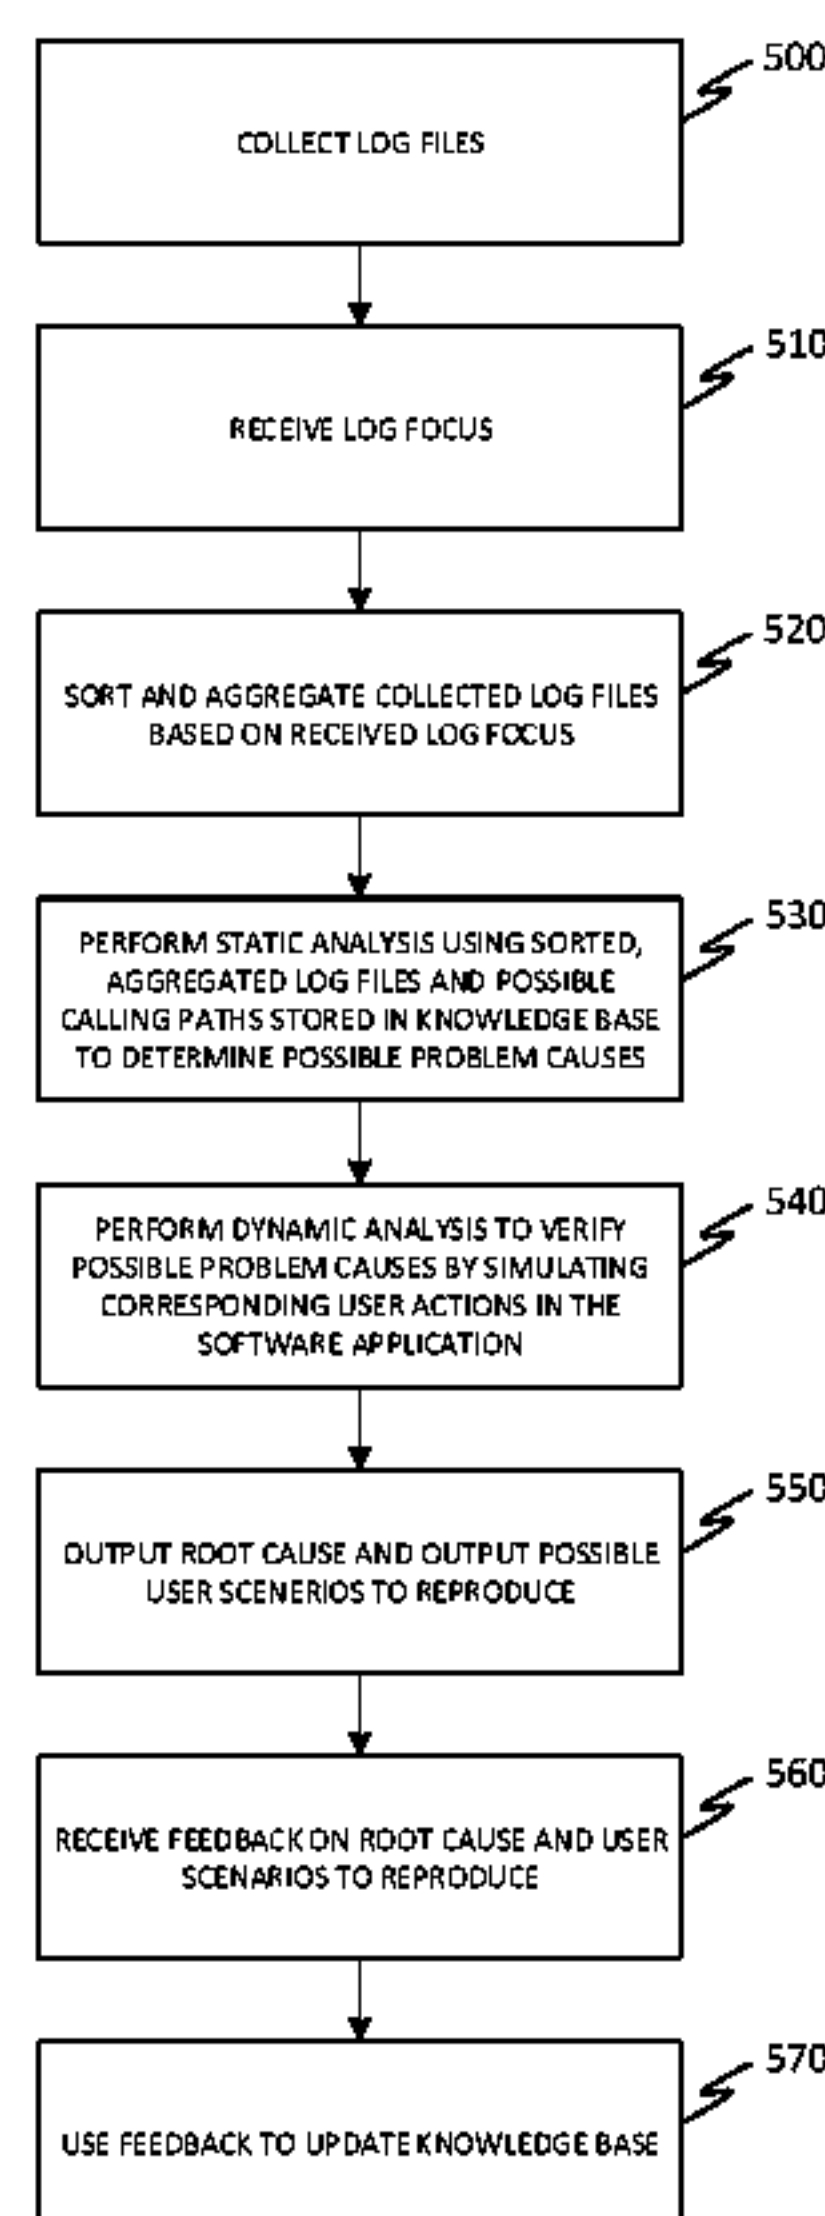 500
COLLECT LOG FILES
510
RECEIVE LOG FOCUS
520
SORT AND AGGREGATE COLLECTED LOG FILES
BASED ON RECEIVED LOG FOCUS
530
PERFORM STATIC ANALYSIS USING SORTED,
AGGREGATED LOG FILES AND POSSIBLE
CALLING PATHS STORED IN KNOWLEDGE BASE
TO DETERMINE POSSIBLE PROBLEM CAUSES
540
PERFORM DYNAMIC ANALYSIS TO VERIFY
POSSIBLE PROBLEM CAUSES BY SIMULATING
CORRESPONDING USER ACTIONS IN THE
SOFTWARE APPLICATION
550
OUTPUT ROOT CAUSE AND OUTPUT POSSIBLE
USER SCENERIOS TO REPRODUCE
560
RECEIVE FEEDBACK ON ROOT CAUSE AND USER
SCENARIOS TO REPRODUCE
570
USE FEEDBACK TO UPDATE KNOWLEDGE BASE